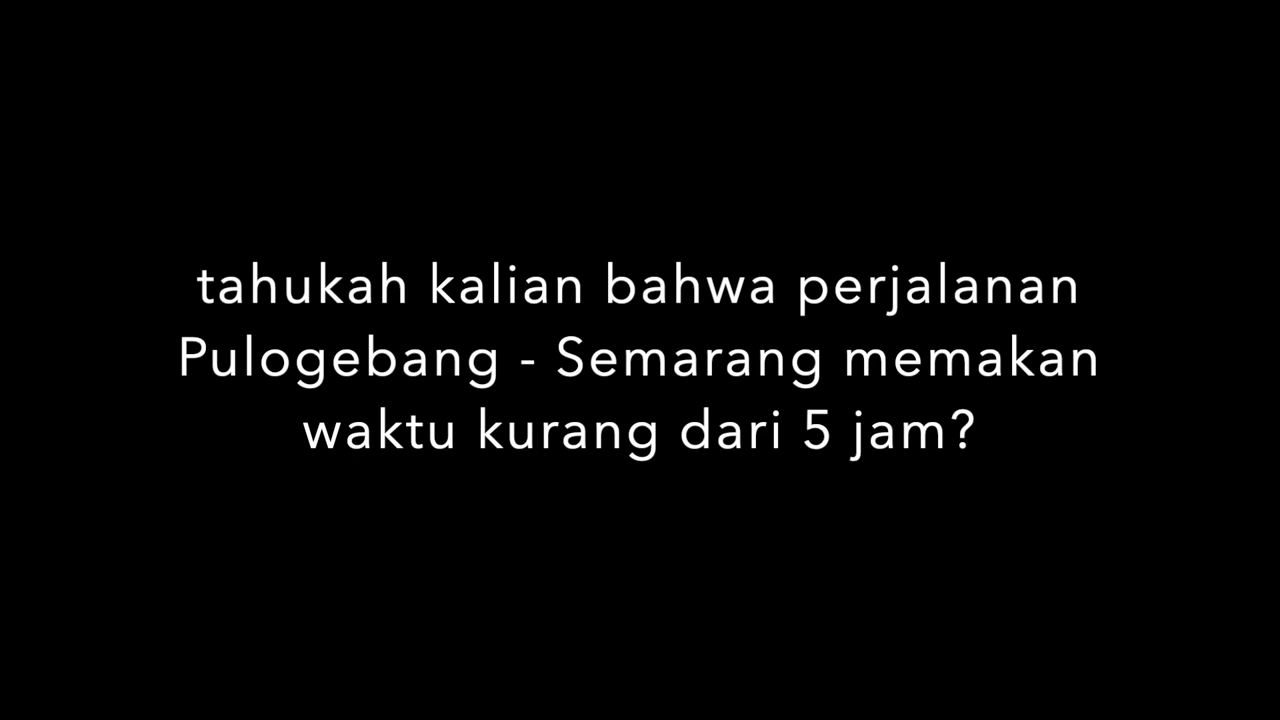 tahukah kalian bahwa perjalanan
Pulogebang - Semarang memakan
waktu kurang dari 5 jam?